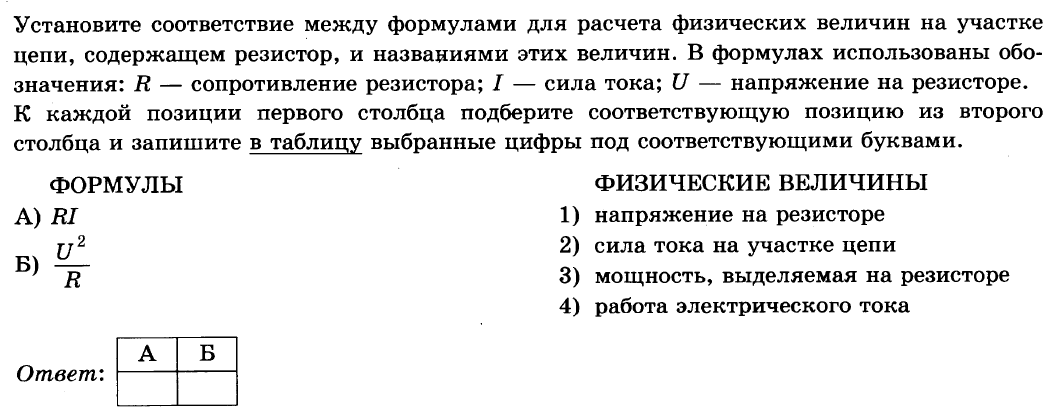 Установите соответствие между формулами для расчета физических величин на участке
цепи, содержащем резистор, и названиями этих величин. В формулах использованы обо-
значения: R — сопротивление резистора; I — сила тока; U — напряжение на резисторе.
К каждой позиции первого столбца подберите соответствующую позицию из второго
столбца и запишите в таблицу выбранные цифры под соответствующими буквами.
ФОРМУЛЫ
А) RI
Б) U²/R
ФИЗИЧЕСКИЕ ВЕЛИЧИНЫ
1) напряжение на резисторе
2) сила тока на участке цепи
3) мощность, выделяемая на резисторе
4) работа электрического тока
Ответ:
А Б